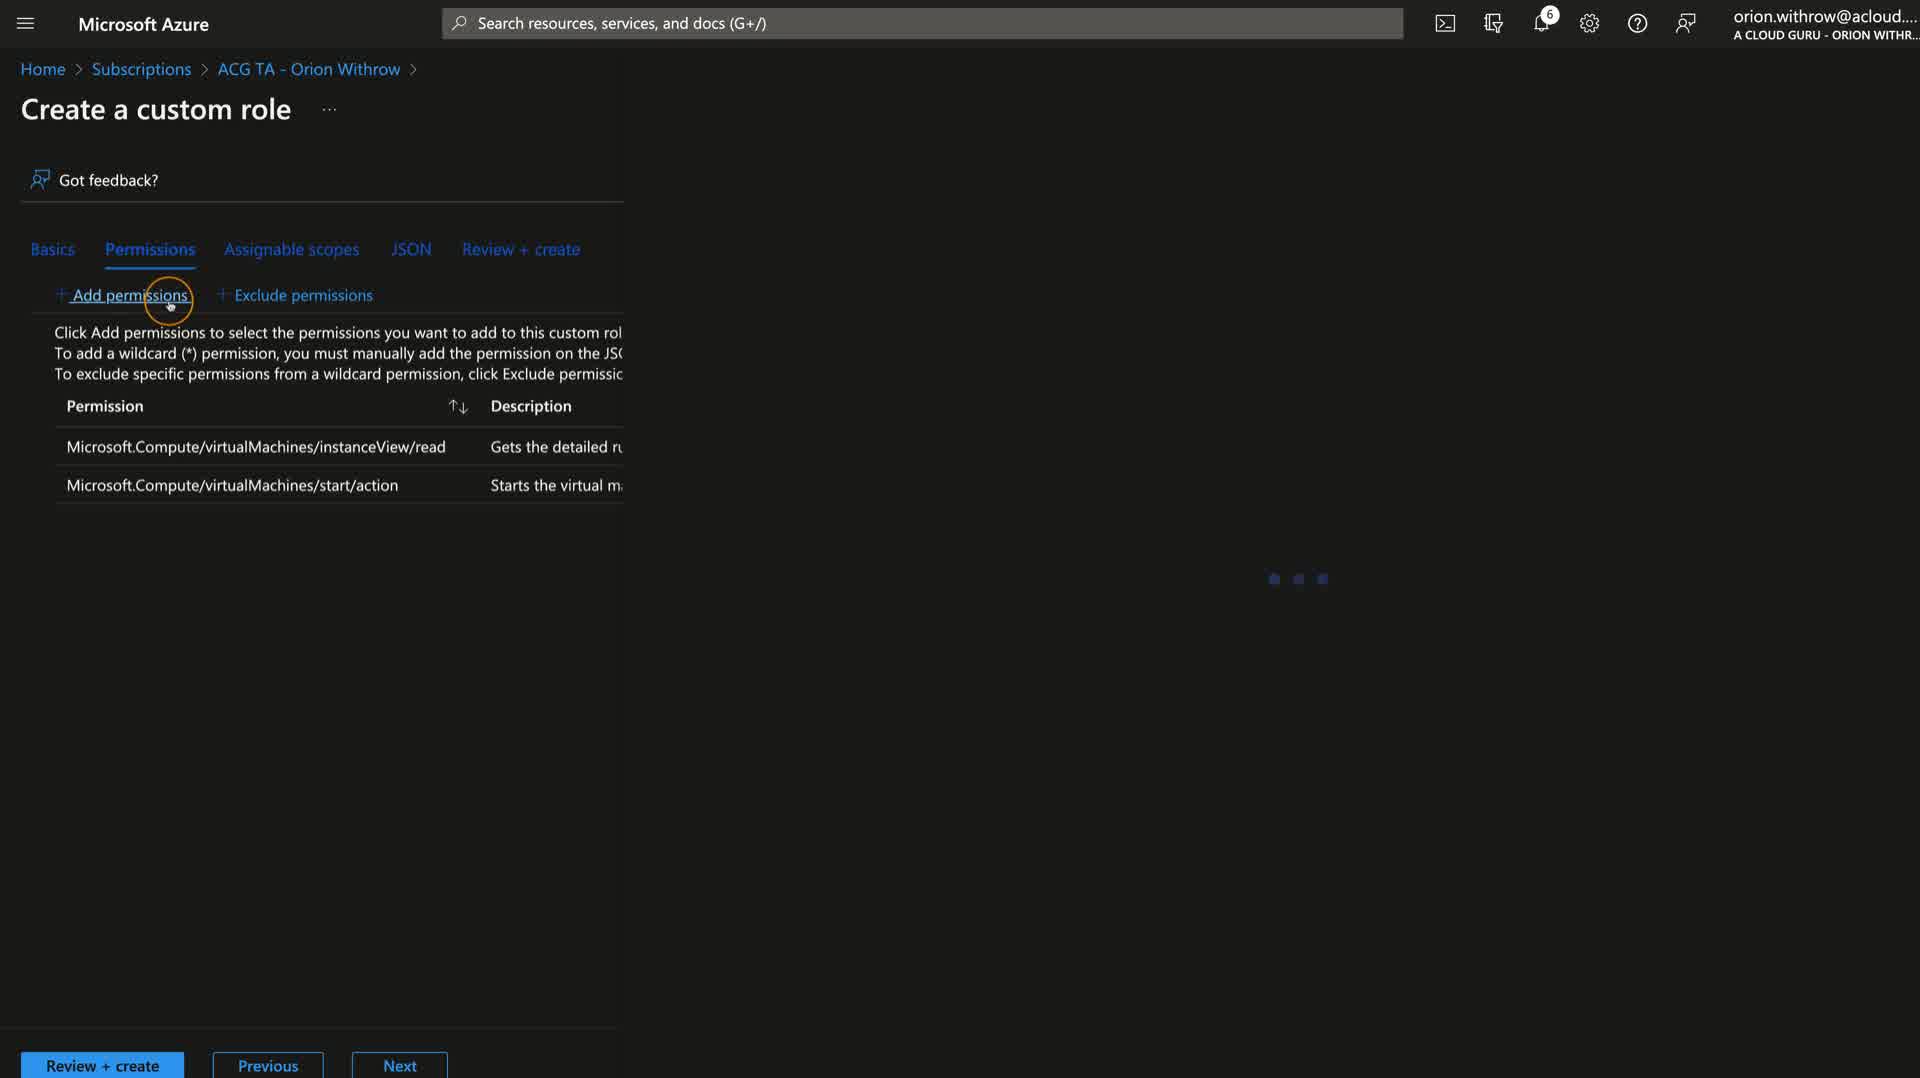 Microsoft Azure
Search resources, services, and docs (G+/)
6
orion.withrow@acloud....
A CLOUD GURU - ORION WITHR...
Home > Subscriptions > ACG TA - Orion Withrow >
Create a custom role ...
Got feedback?
Basics Permissions Assignable scopes JSON Review + create
+ Add permissions + Exclude permissions
Click Add permissions to select the permissions you want to add to this custom rol
To add a wildcard (*) permission, you must manually add the permission on the JSO
To exclude specific permissions from a wildcard permission, click Exclude permissic
Permission ↑↓ Description
Microsoft.Compute/virtualMachines/instanceView/read Gets the detailed ru
Microsoft.Compute/virtualMachines/start/action Starts the virtual ma
Review + create Previous Next